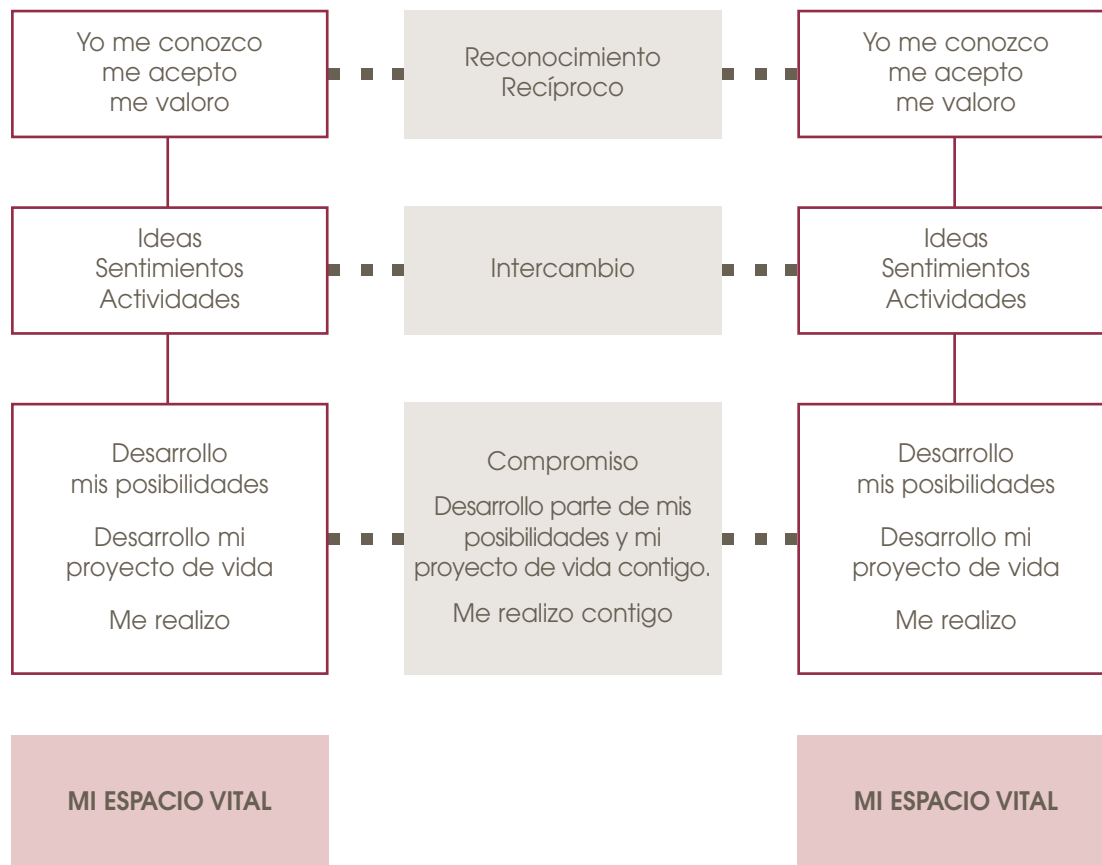 Yo me conozco
me acepto
me valoro
Reconocimiento
Recíproco
Yo me conozco
me acepto
me valoro
Ideas
Sentimientos
Actividades
Intercambio
Ideas
Sentimientos
Actividades
Desarrollo
mis posibilidades
Desarrollo mi
proyecto de vida
Me realizo
Compromiso
Desarrollo parte de mis
posibilidades y mi
proyecto de vida contigo.
Me realizo contigo
Desarrollo
mis posibilidades
Desarrollo mi
proyecto de vida
Me realizo
MI ESPACIO VITAL
MI ESPACIO VITAL